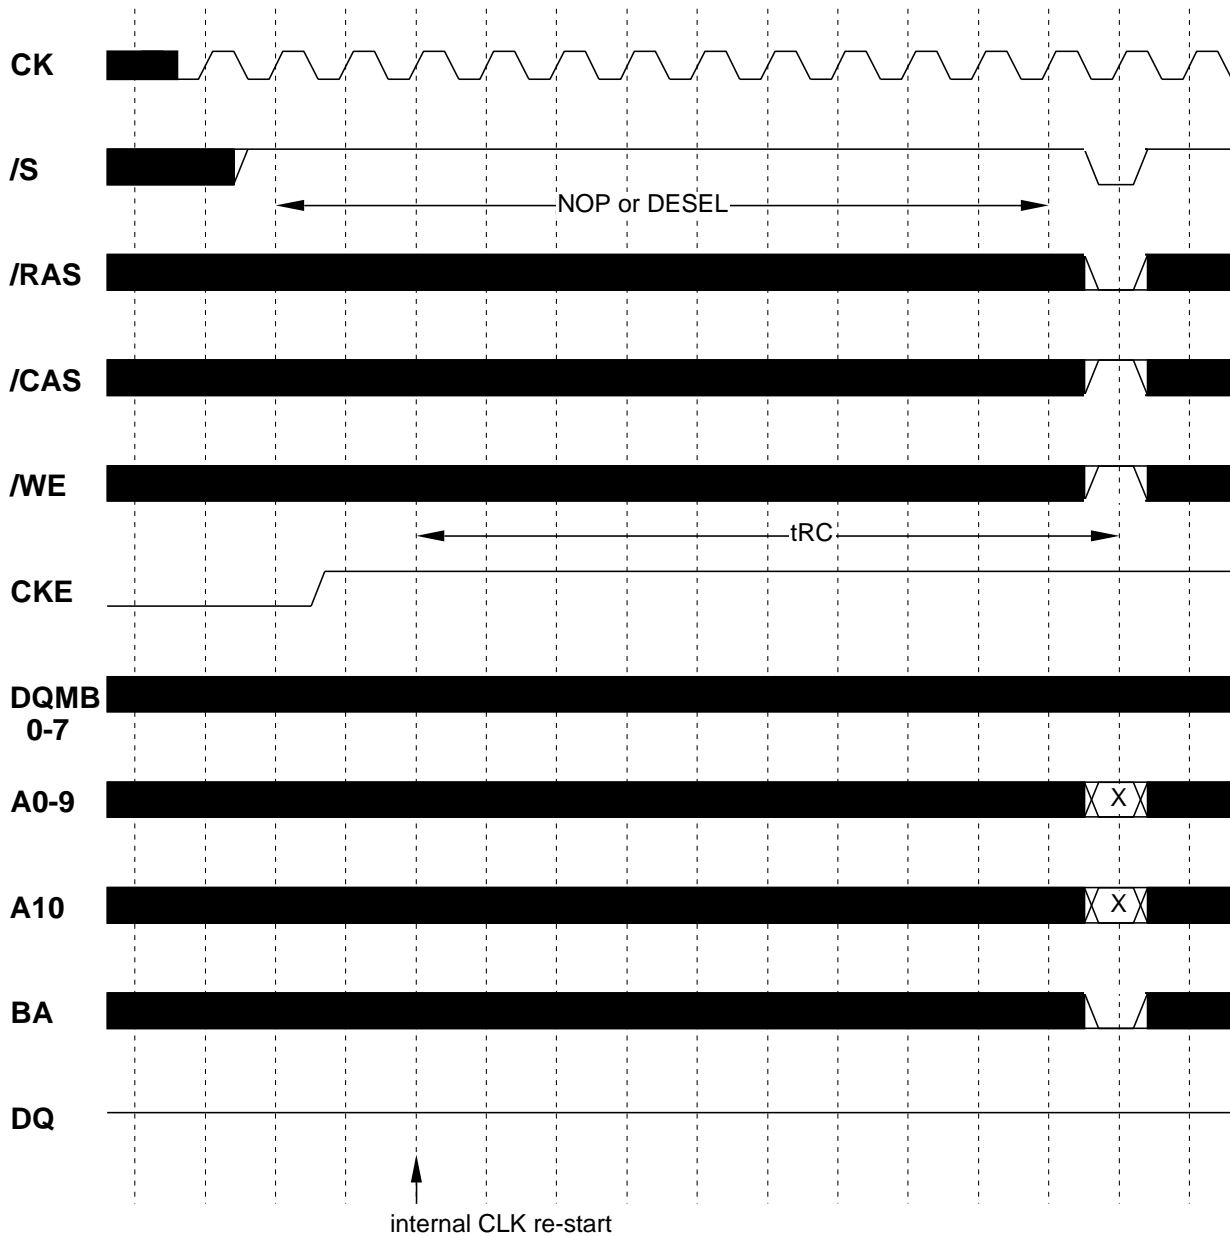 CK
/S
NOP or DESEL
/RAS
/CAS
/WE
tRC
CKE
DQMB
0-7
A0-9
X
A10
X
BA
DQ
internal CLK re-start